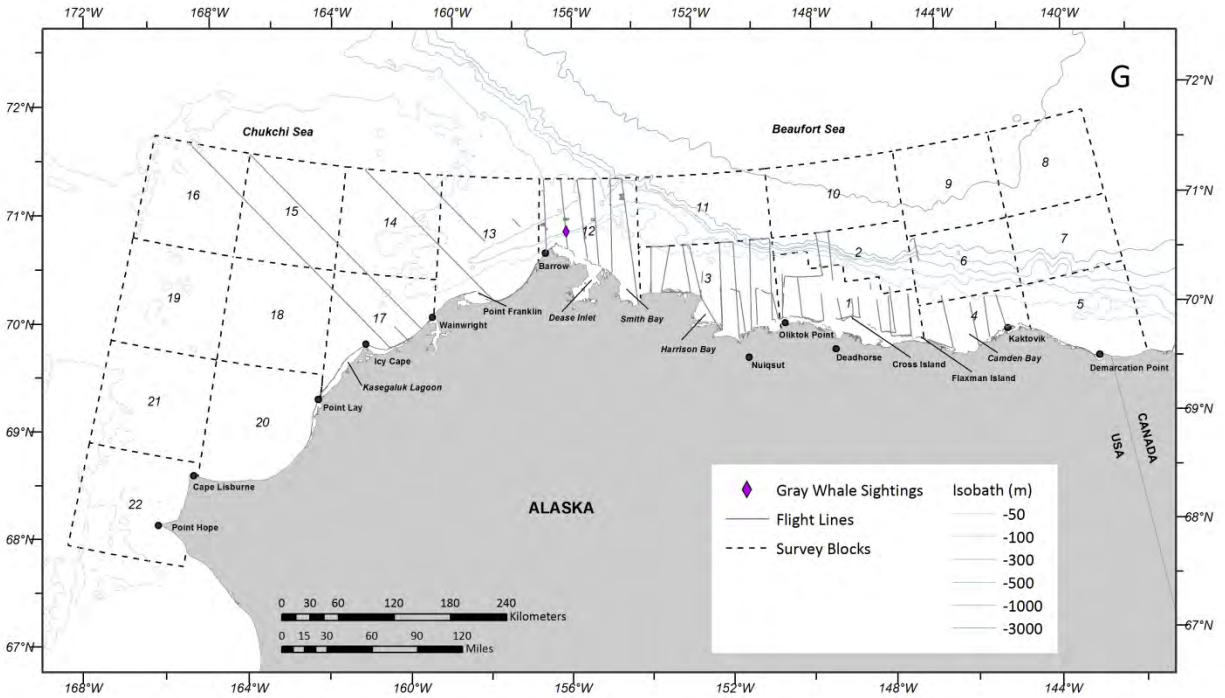 172°W 168°W 164°W 160°W 156°W 152°W 148°W 144°W 140°W
G
72°N 72°N
Chukchi Sea Beaufort Sea
8
9
16 10
15 11
71°N 14 13 12 71°N
2 7
6
19 18 3
70°N 17 1 4 5 70°N
Barrow
Point Franklin
Dease Inlet
Smith Bay
Wainwright
Harrison Bay
Oliktok Point
Kaktovik
Icy Cape
Nuiqsut
Deadhorse
Cross Island
Camden Bay
Flaxman Island
Demarcation Point
Kasegaluk Lagoon
Point Lay
21 20
69°N 69°N
USA
CANADA
Cape Lisburne
22
Point Hope
ALASKA
68°N 68°N
Gray Whale Sightings
Flight Lines
Survey Blocks
Isobath (m)
-50
-100
-300
-500
-1000
-3000
0 30 60 120 180 240
Kilometers
0 15 30 60 90 120
Miles
67°N 67°N
168°W 164°W 160°W 156°W 152°W 148°W 144°W